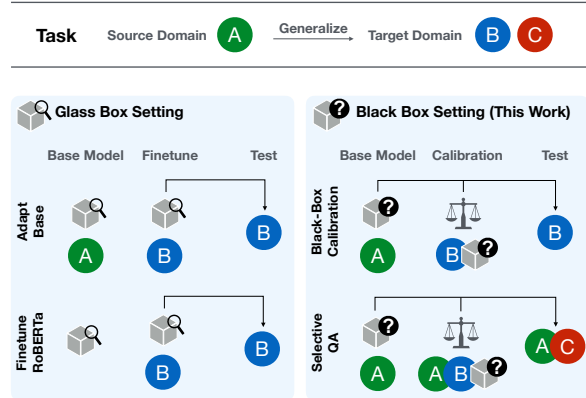 Task Source Domain A Generalize Target Domain B C
Glass Box Setting
Base Model Finetune Test
Adapt
Base
A B B
Finetune
RoBERTa
B B
? Black Box Setting (This Work)
Base Model Calibration Test
Black-Box
Calibration
? A B ? B
Selective
QA
? A A B ? A C